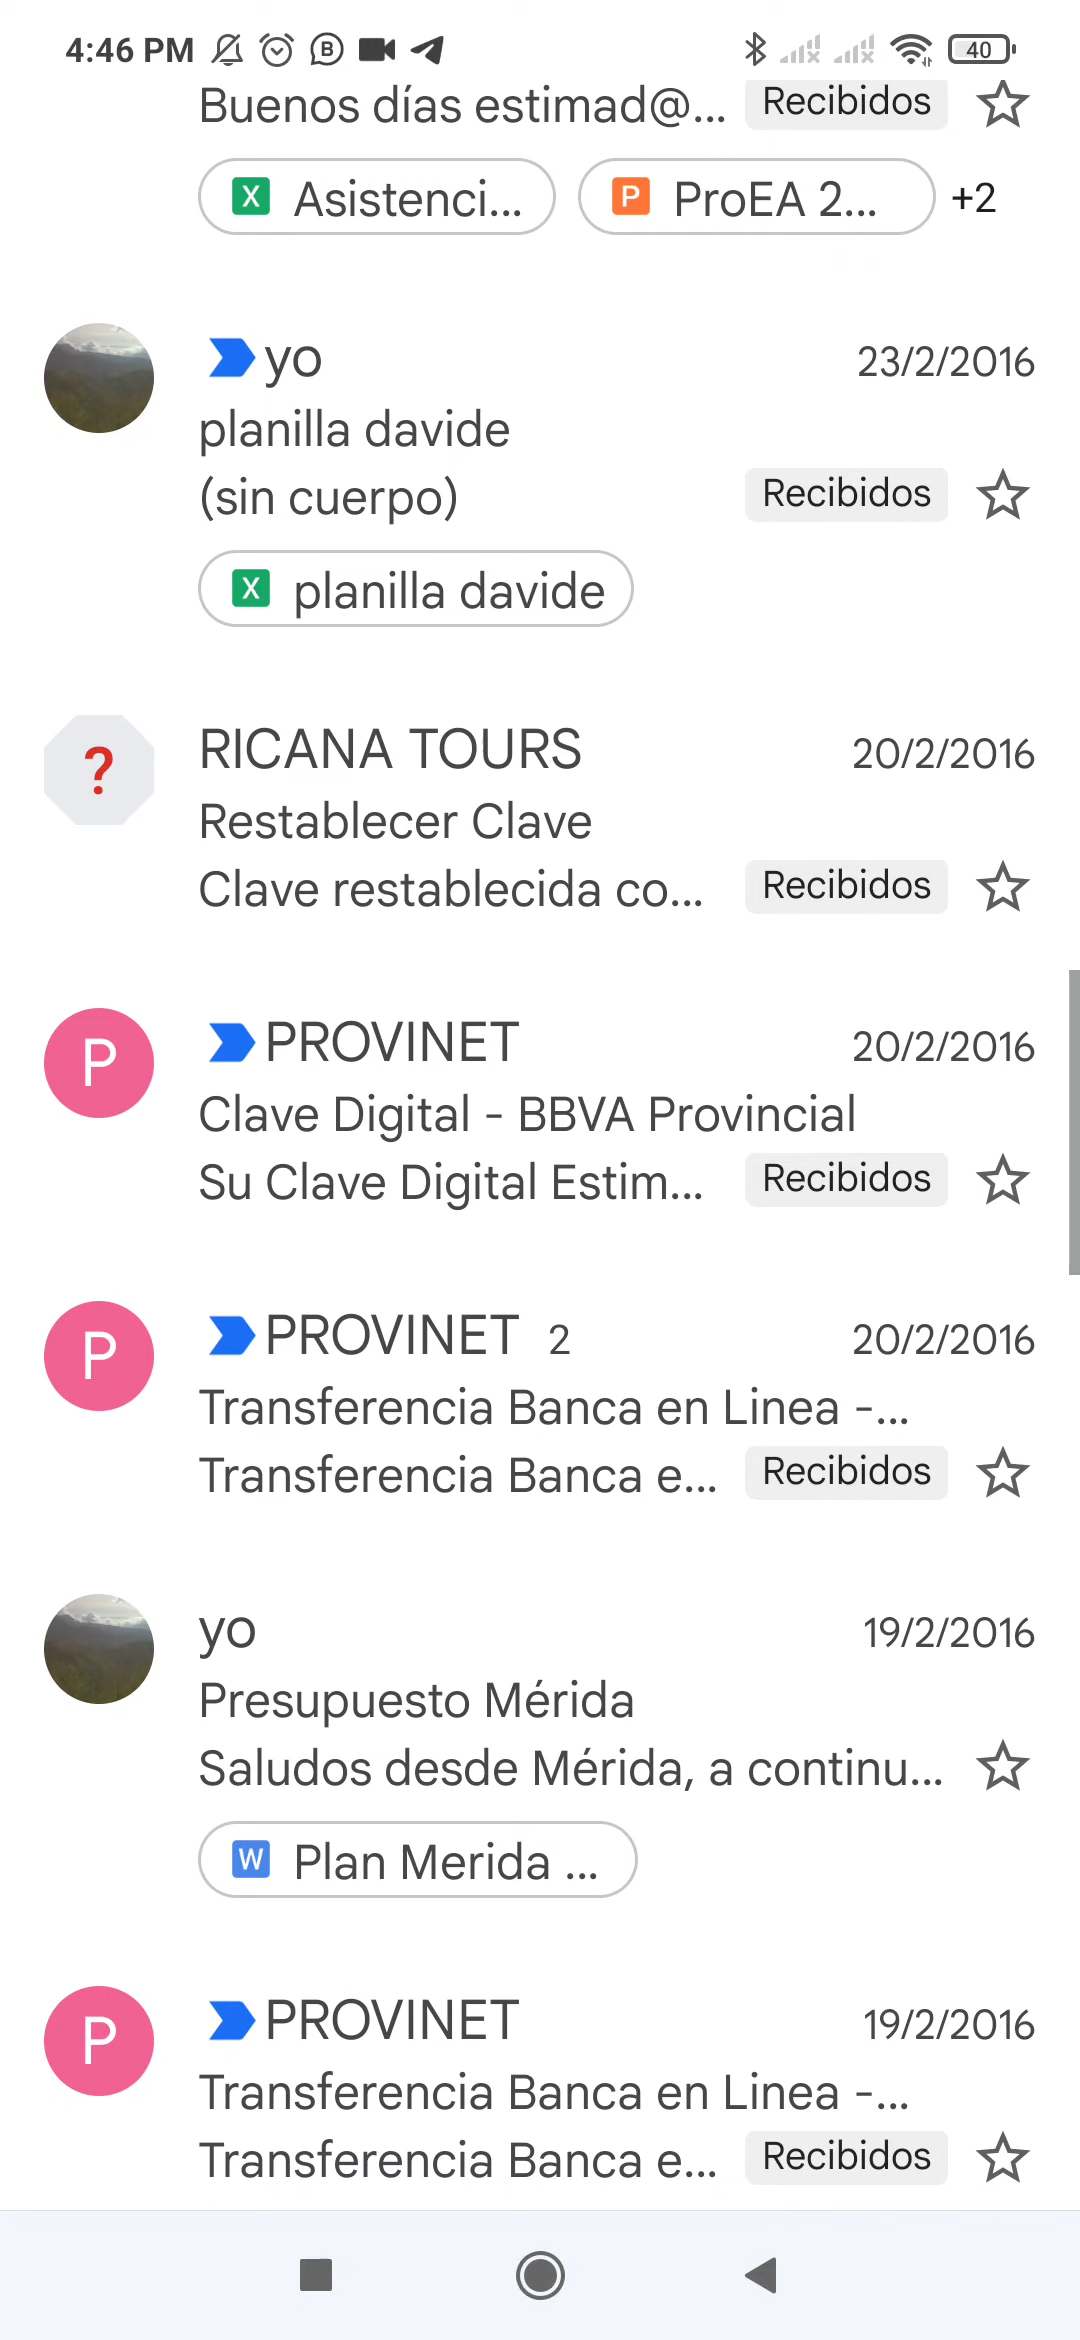 4:46 PM B 40
Buenos días estimad@... Recibidos
X Asistenci... P ProEA 2... +2
yo 23/2/2016
planilla davide
(sin cuerpo) Recibidos
X planilla davide
? RICANA TOURS 20/2/2016
Restablecer Clave
Clave restablecida co... Recibidos
P PROVINET 20/2/2016
Clave Digital - BBVA Provincial
Su Clave Digital Estim... Recibidos
P PROVINET 2 20/2/2016
Transferencia Banca en Linea -...
Transferencia Banca e... Recibidos
yo 19/2/2016
Presupuesto Mérida
Saludos desde Mérida, a continu...
W Plan Merida ...
P PROVINET 19/2/2016
Transferencia Banca en Linea -...
Transferencia Banca e... Recibidos